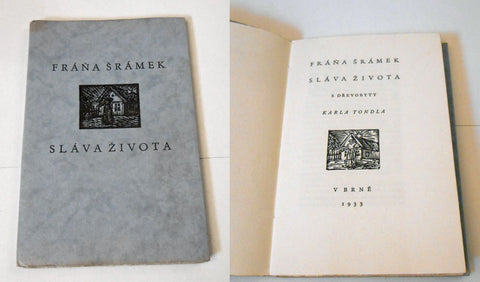 FRÁŇA ŠRÁMEK
SLÁVA ŽIVOTA
FRÁŇA ŠRÁMEK
SLÁVA ŽIVOTA
S DŘEVORYTY
KARLA TONDLA
V BRNĚ
1933